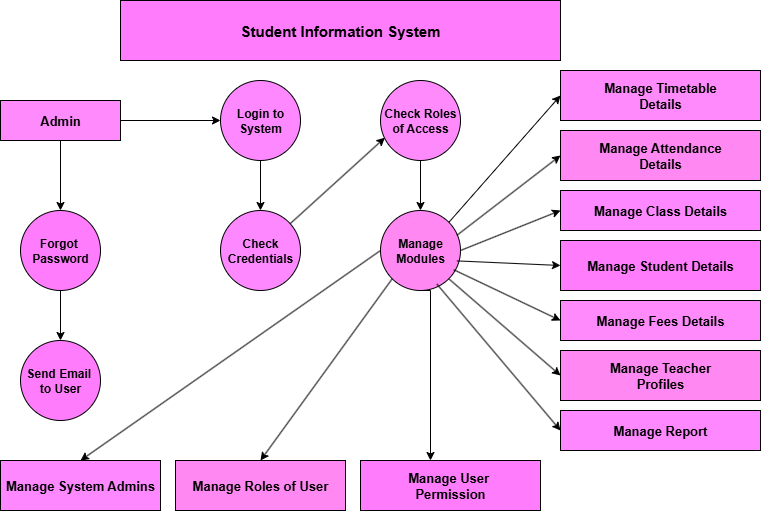 Student Information System
Admin
Login to
System
Check Roles
of Access
Manage Timetable
Details
Manage Attendance
Details
Manage Class Details
Forgot
Password
Check
Credentials
Manage
Modules
Manage Student Details
Manage Fees Details
Send Email
to User
Manage Teacher
Profiles
Manage Report
Manage System Admins
Manage Roles of User
Manage User
Permission